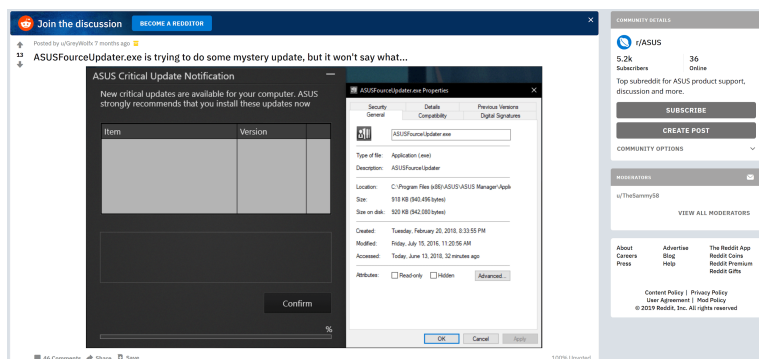 Join the discussion
BECOME A REDDITOR
×
Posted by u/GreyWolfx 7 months ago
13
ASUSFourceUpdater.exe is trying to do some mystery update, but it won't say what...
ASUS Critical Update Notification
New critical updates are available for your computer. ASUS
strongly recommends that you install these updates now
Item
Version
Confirm
%
ASUSFourceUpdater.exe Properties
×
Security
Details
Previous Versions
General
Compatibility
Digital Signatures
ASUSFourceUpdater.exe
Type of file:
Application (.exe)
Description:
ASUSFourceUpdater
Location:
C:\Program Files (x86)\ASUS\ASUS Manager\Appli
Size:
918 KB (940,496 bytes)
Size on disk:
920 KB (942,080 bytes)
Created:
Tuesday, February 20, 2018, 8:33:55 PM
Modified:
Friday, July 15, 2016, 11:20:56 AM
Accessed:
Today, June 13, 2018, 32 minutes ago
Attributes:
Read-only
Hidden
Advanced...
OK
Cancel
Apply
46 Comments
Share
Save
100% Upvoted
COMMUNITY DETAILS
r/ASUS
5.2k
36
Subscribers
Online
Top subreddit for ASUS product support,
discussion and more.
SUBSCRIBE
CREATE POST
COMMUNITY OPTIONS
MODERATORS
u/TheSammy58
VIEW ALL MODERATORS
About
Advertise
The Reddit App
Careers
Blog
Reddit Coins
Press
Help
Reddit Premium
Reddit Gifts
Content Policy | Privacy Policy
User Agreement | Mod Policy
© 2019 Reddit, Inc. All rights reserved